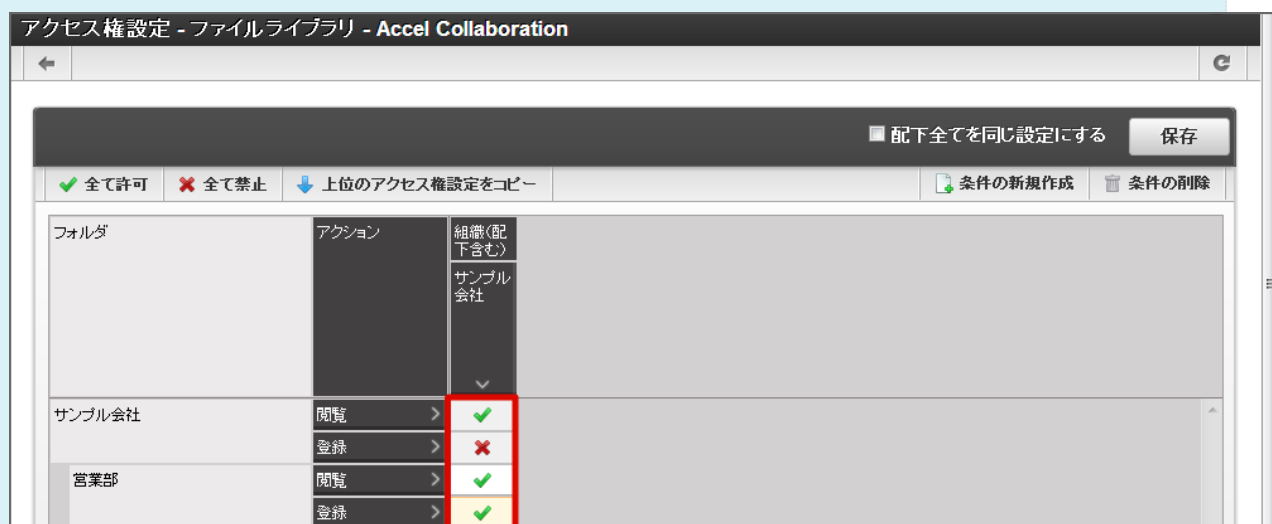 アクセス権設定 - ファイルライブラリ - Accel Collaboration
配下全てを同じ設定にする 保存
全て許可 全て禁止 上位のアクセス権設定をコピー 条件の新規作成 条件の削除
フォルダ アクション 組織(配
下含む)
サンプル
会社
サンプル会社 閲覧
登録
営業部 閲覧
登録